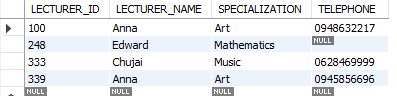 LECTURER_ID LECTURER_NAME SPECIALIZATION TELEPHONE
100 Anna Art 0948632217
248 Edward Mathematics NULL
333 Chujai Music 0628469999
339 Anna Art 0945856696
NULL NULL NULL NULL